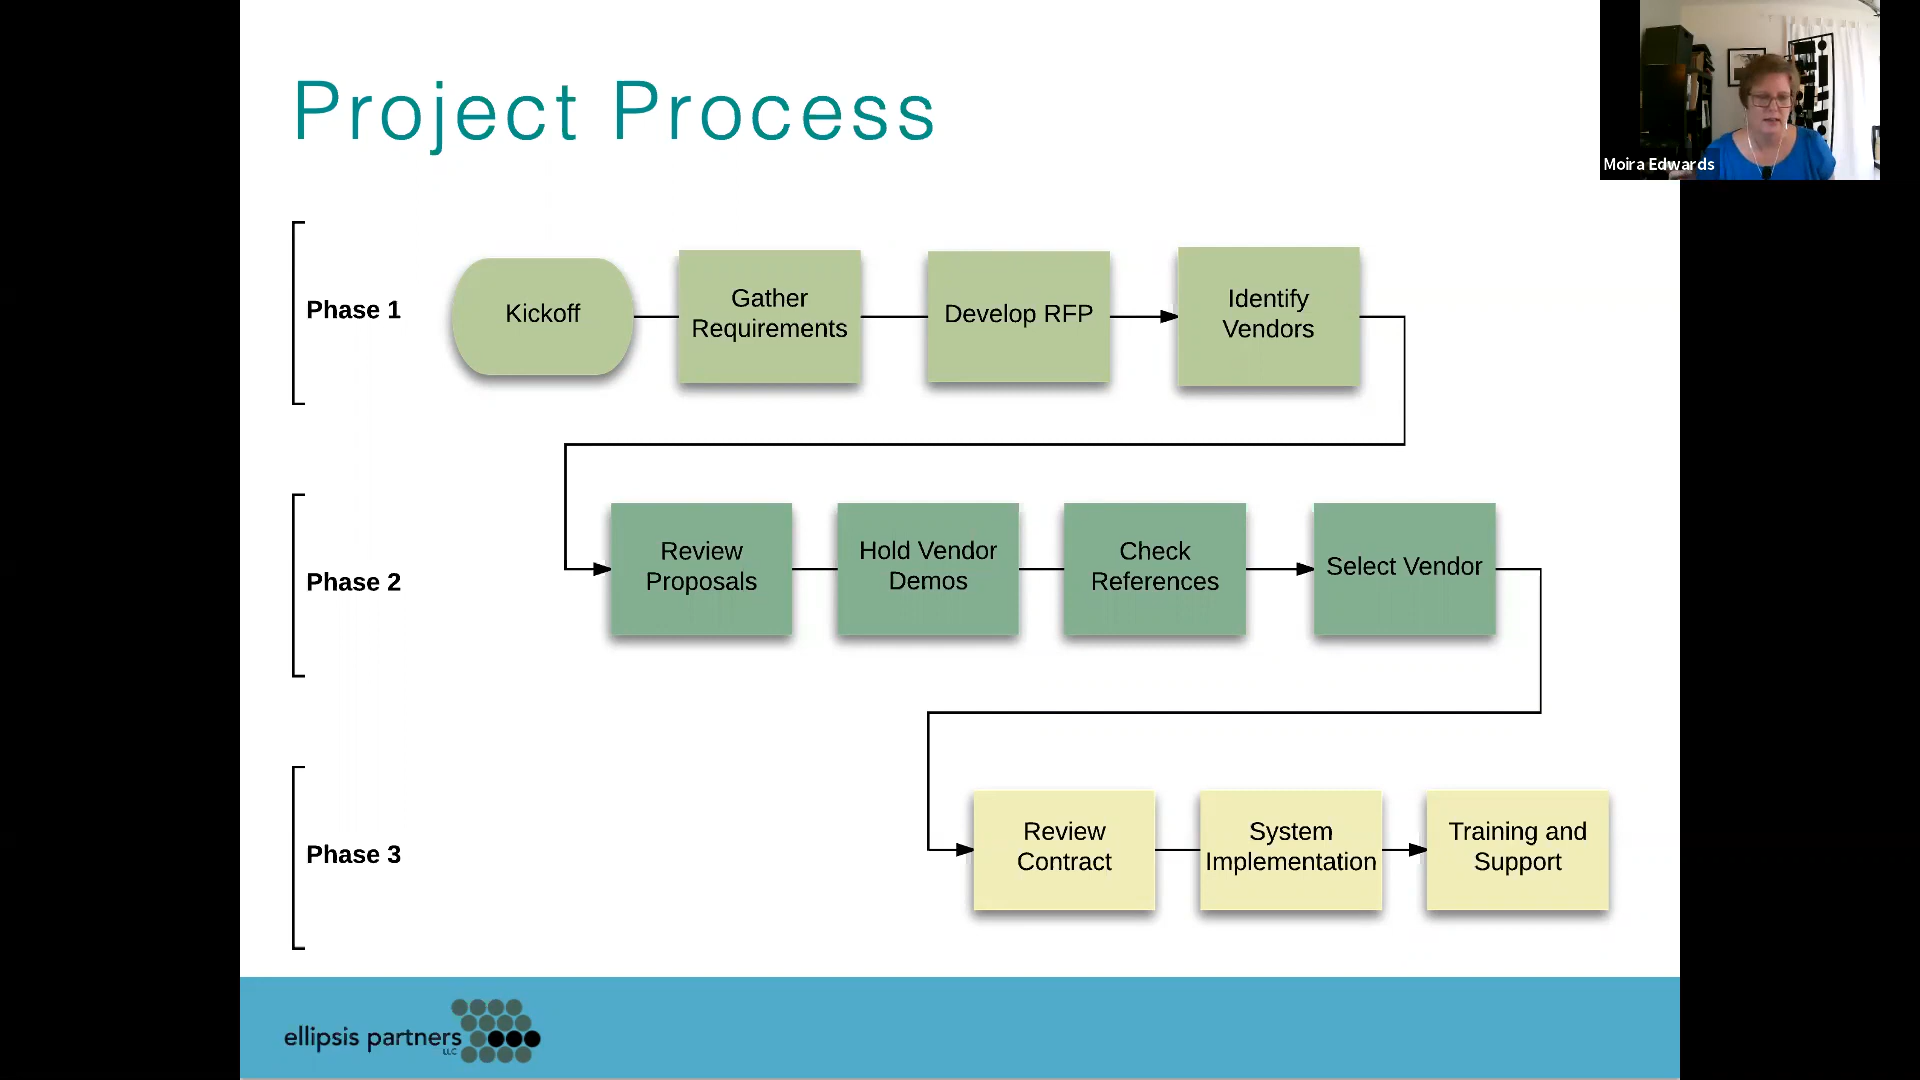 Project Process
Moira Edwards
Phase 1
Kickoff
Gather
Requirements
Develop RFP
Identify
Vendors
Phase 2
Review
Proposals
Hold Vendor
Demos
Check
References
Select Vendor
Phase 3
Review
Contract
System
Implementation
Training and
Support
ellipsis partners
LLC